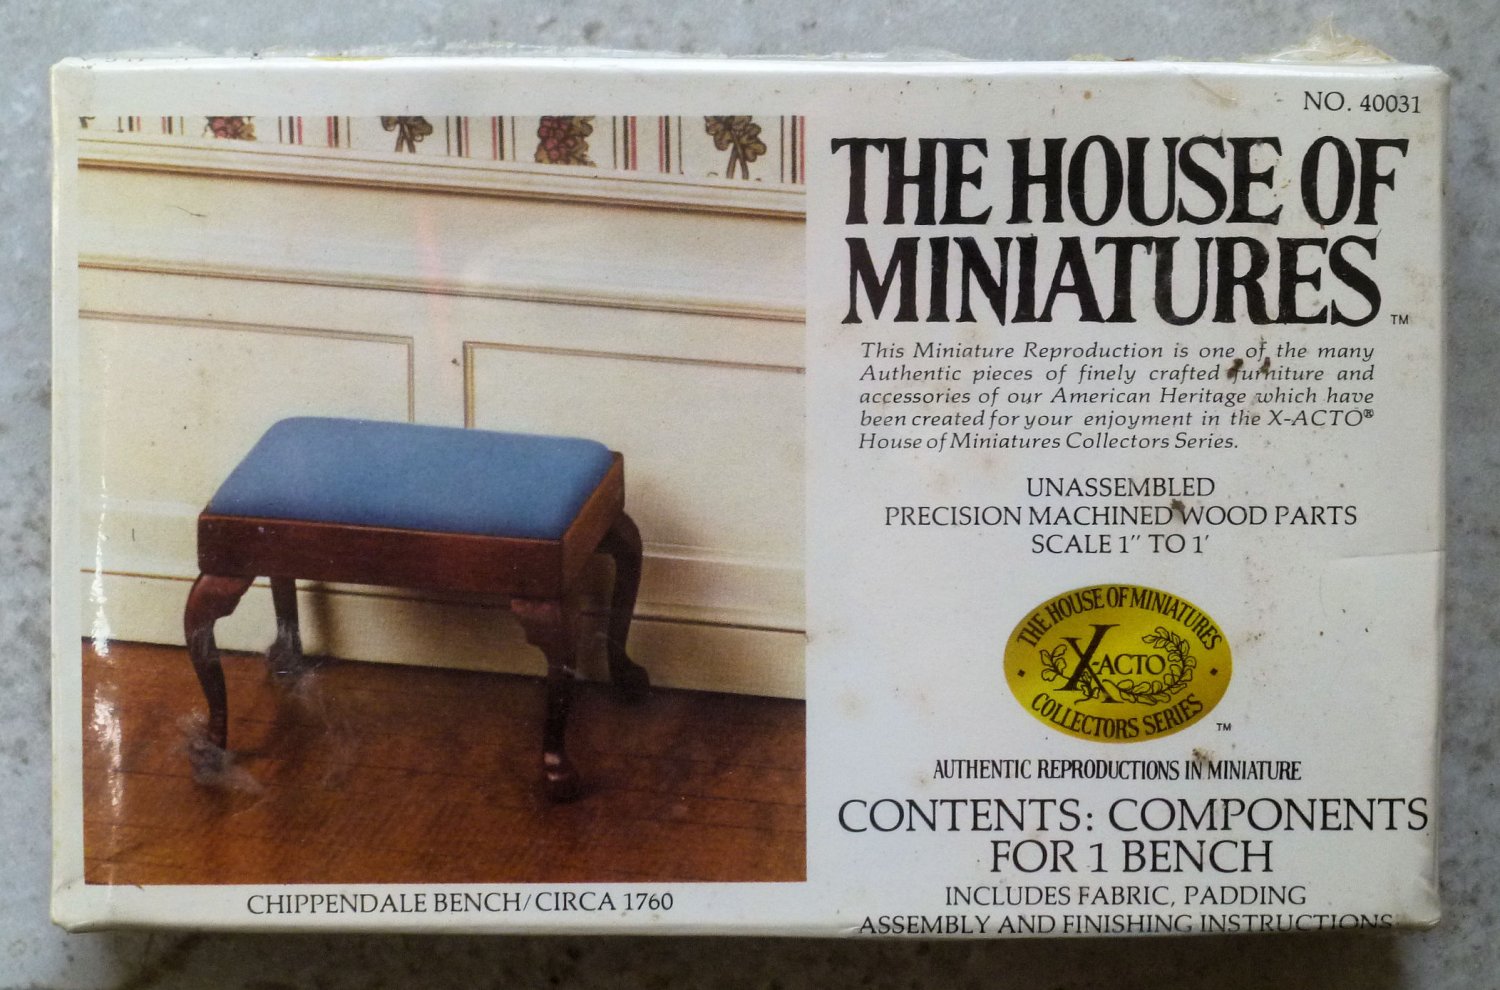 NO. 40031
THE HOUSE OF
MINIATURES TM
This Miniature Reproduction is one of the many
Authentic pieces of finely crafted furniture and
accessories of our American Heritage which have
been created for your enjoyment in the X-ACTO®
House of Miniatures Collectors Series.
UNASSEMBLED
PRECISION MACHINED WOOD PARTS
SCALE 1" TO 1'
THE HOUSE OF MINIATURES
X-ACTO
COLLECTORS SERIES
TM
AUTHENTIC REPRODUCTIONS IN MINIATURE
CONTENTS: COMPONENTS
FOR 1 BENCH
INCLUDES FABRIC, PADDING
ASSEMBLY AND FINISHING INSTRUCTIONS
CHIPPENDALE BENCH/CIRCA 1760